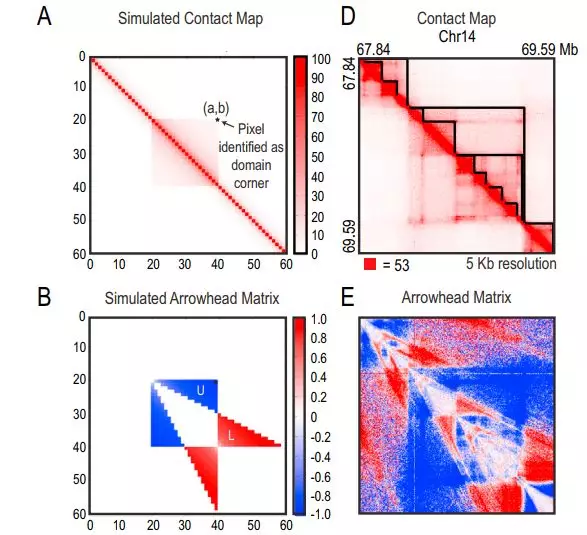 A
Simulated Contact Map
0
10
20
30
40
50
60
0 10 20 30 40 50 60
(a,b)
Pixel
identified as
domain
corner
100
90
80
70
60
50
40
30
20
10
0
D
Contact Map
Chr14
67.84 69.59 Mb
67.84
69.59
= 53 5 Kb resolution
B
Simulated Arrowhead Matrix
0
10
20
30
40
50
60
0 10 20 30 40 50 60
U
L
1.0
0.8
0.6
0.4
0.2
0
-0.2
-0.4
-0.6
-0.8
-1.0
E
Arrowhead Matrix